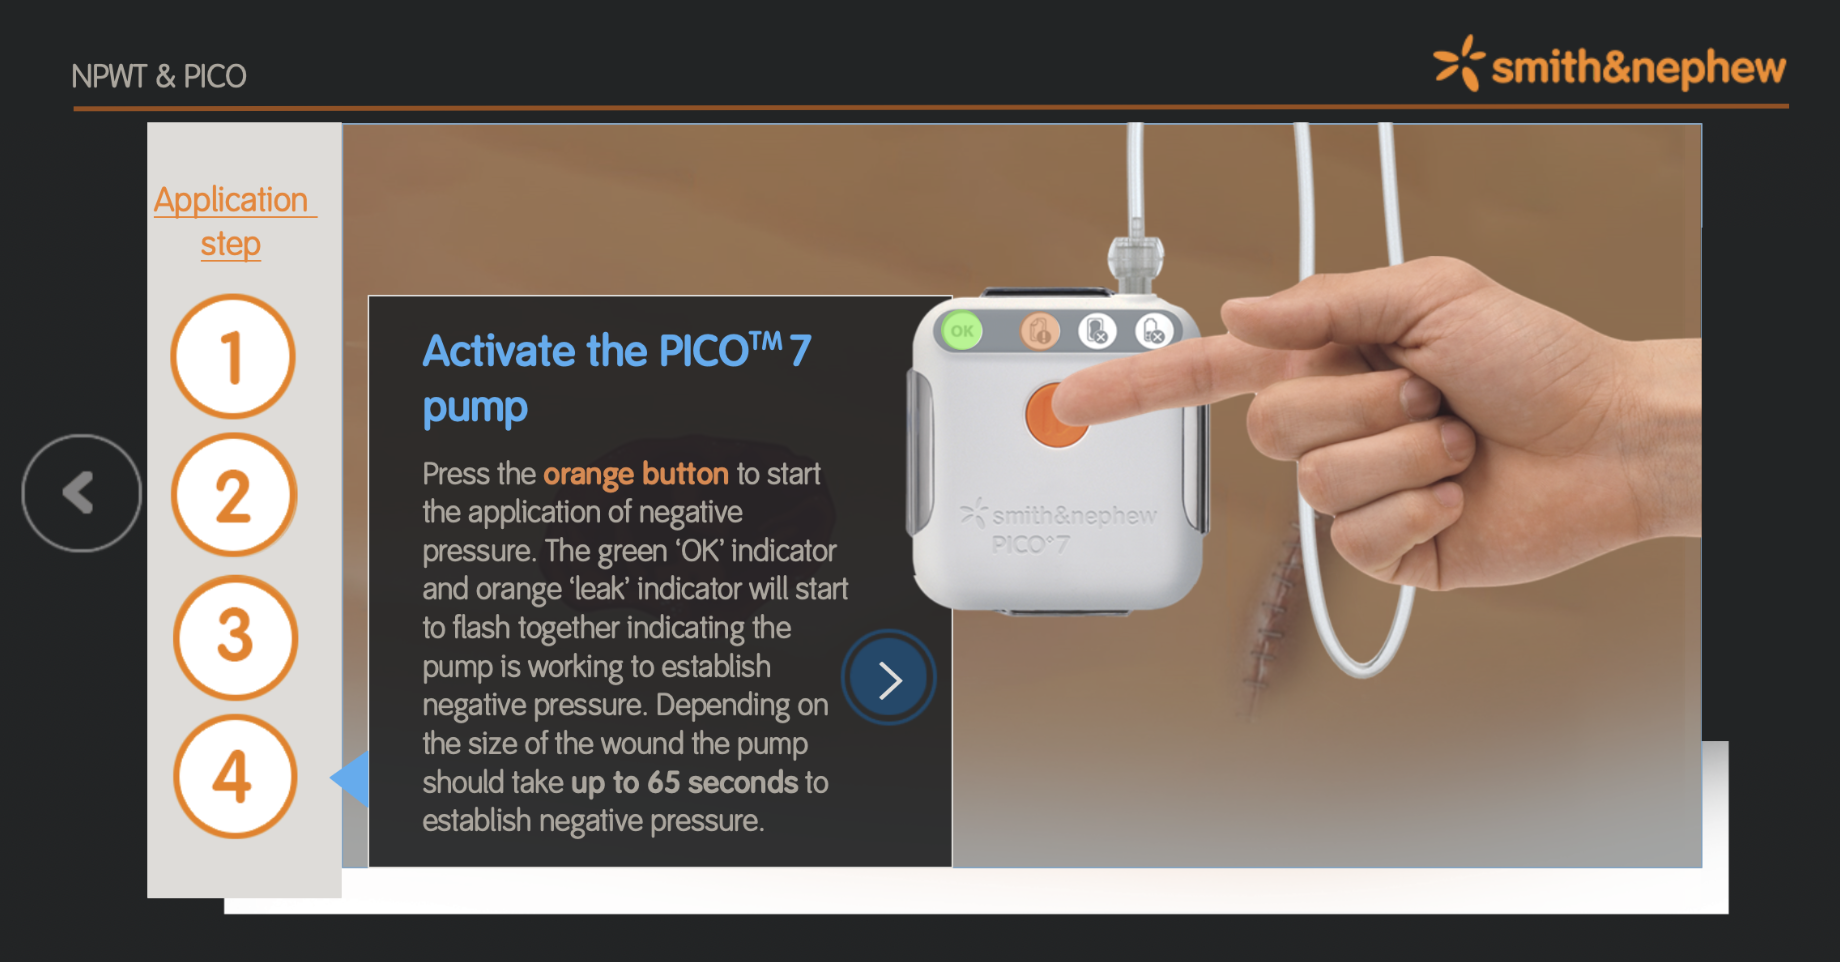 NPWT & PICO
smith&nephew
Application
step
1
2
3
4
Activate the PICO™ 7
pump
Press the orange button to start
the application of negative
pressure. The green ‘OK’ indicator
and orange ‘leak’ indicator will start
to flash together indicating the
pump is working to establish
negative pressure. Depending on
the size of the wound the pump
should take up to 65 seconds to
establish negative pressure.
OK
smith&nephew
PICO°7